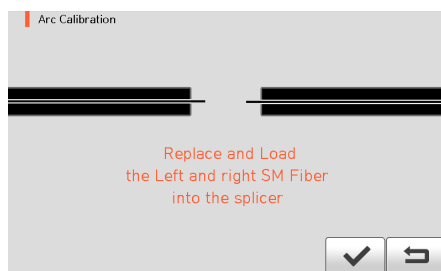 Arc Calibration
Replace and Load
the Left and right SM Fiber
into the splicer